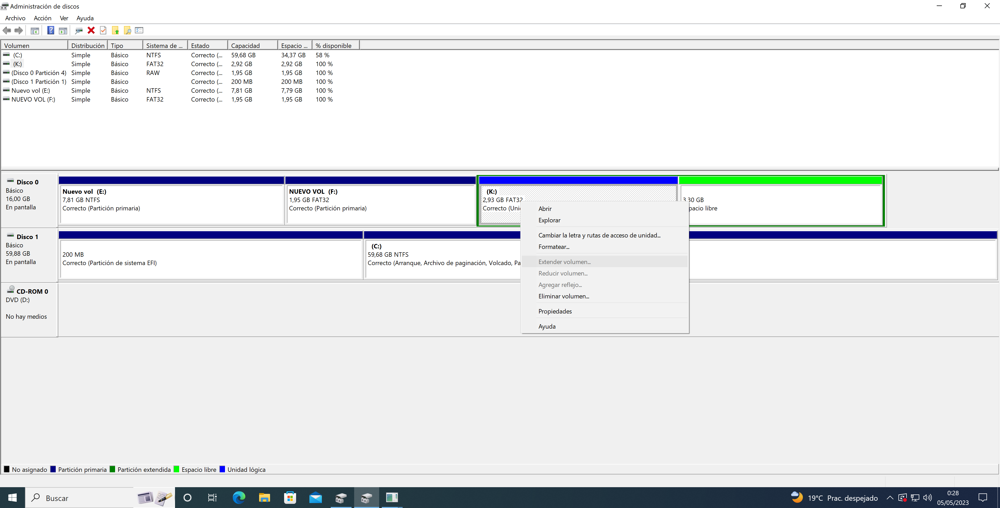 Administración de discos
Archivo Acción Ver Ayuda
Volumen Distribución Tipo Sistema de ... Estado Capacidad Espacio ... % disponible
(C:) Simple Básico NTFS Correcto (... 59,68 GB 34,37 GB 58 %
(K:) Simple Básico FAT32 Correcto (... 2,92 GB 2,92 GB 100 %
(Disco 0 Partición 4) Simple Básico RAW Correcto (... 1,95 GB 1,95 GB 100 %
(Disco 1 Partición 1) Simple Básico Correcto (... 200 MB 200 MB 100 %
Nuevo vol (E:) Simple Básico NTFS Correcto (... 7,81 GB 7,79 GB 100 %
NUEVO VOL (F:) Simple Básico FAT32 Correcto (... 1,95 GB 1,95 GB 100 %
Disco 0
Básico
16,00 GB
En pantalla
Nuevo vol (E:)
7,81 GB NTFS
Correcto (Partición primaria)
NUEVO VOL (F:)
1,95 GB FAT32
Correcto (Partición primaria)
(K:)
2,93 GB FAT32
Correcto (Uni
3,30 GB
pacio libre
Abrir
Explorar
Cambiar la letra y rutas de acceso de unidad...
Formatear...
Extender volumen...
Reducir volumen...
Agregar reflejo...
Eliminar volumen...
Propiedades
Ayuda
Disco 1
Básico
59,88 GB
En pantalla
200 MB
Correcto (Partición de sistema EFI)
(C:)
59,68 GB NTFS
Correcto (Arranque, Archivo de paginación, Volcado, Pa
CD-ROM 0
DVD (D:)
No hay medios
No asignado Partición primaria Partición extendida Espacio libre Unidad lógica
Buscar
19°C Prac. despejado
0:28
05/05/2023